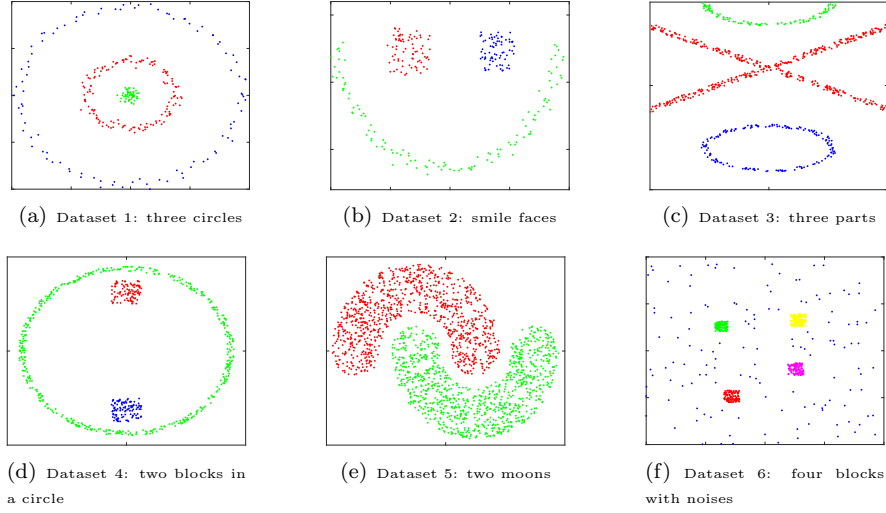 (a) Dataset 1: three circles
(b) Dataset 2: smile faces
(c) Dataset 3: three parts
(d) Dataset 4: two blocks in
a circle
(e) Dataset 5: two moons
(f) Dataset 6: four blocks
with noises